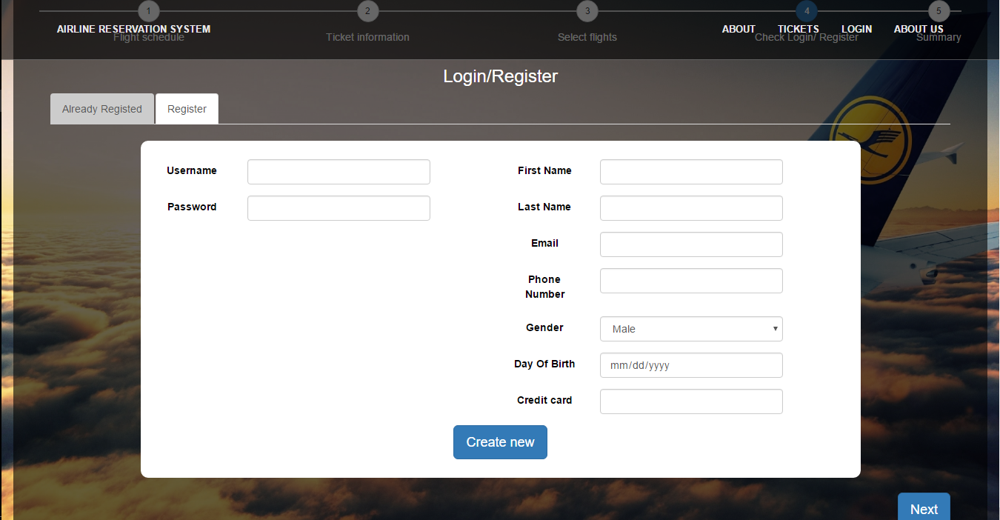 1 2 3 4 5
AIRLINE RESERVATION SYSTEM ABOUT TICKETS LOGIN ABOUT US
Flight schedule Ticket information Select flights Check Login/ Register Summary
Login/Register
Already Registed Register
Username First Name
Password Last Name
Email
Phone
Number
Gender Male
Day Of Birth mm/dd/yyyy
Credit card
Create new
Next